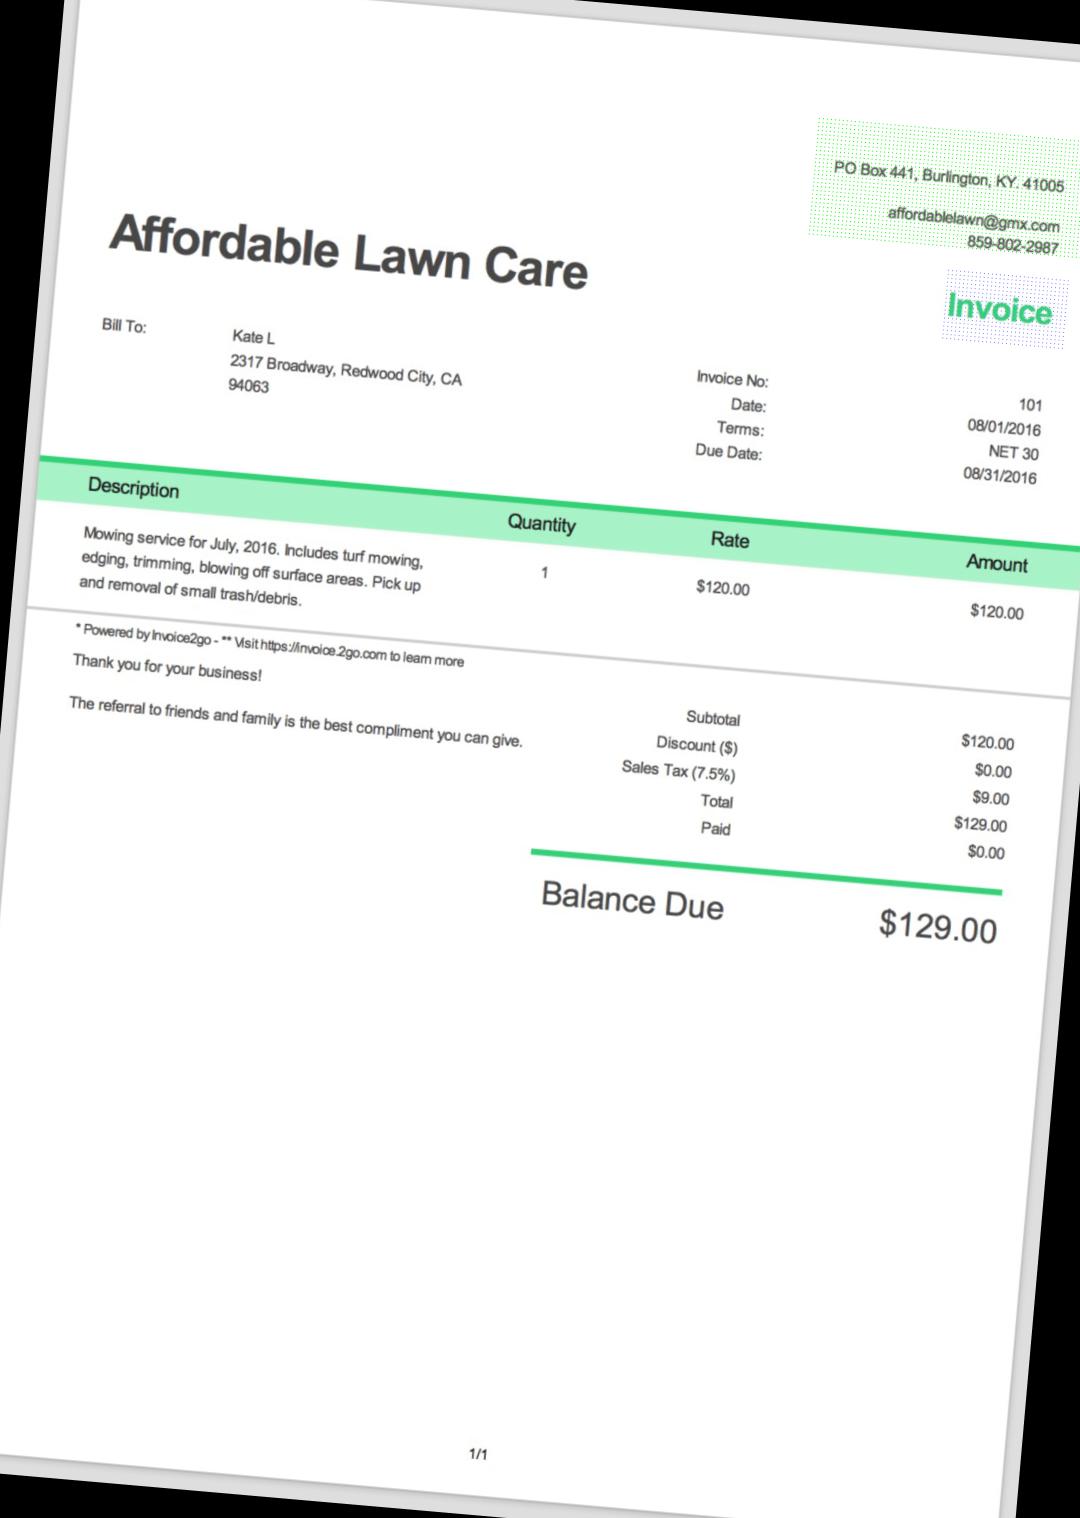 PO Box 441, Burlington, KY. 41005
affordablelawn@gmx.com
859-802-2987
Affordable Lawn Care
Invoice
Bill To:
Kate L
2317 Broadway, Redwood City, CA
94063
Invoice No: 101
Date: 08/01/2016
Terms: NET 30
Due Date: 08/31/2016
Description Quantity Rate Amount
Mowing service for July, 2016. Includes turf mowing, 1 $120.00 $120.00
edging, trimming, blowing off surface areas. Pick up
and removal of small trash/debris.
* Powered by Invoice2go - ** Visit https://invoice.2go.com to learn more
Thank you for your business!
The referral to friends and family is the best compliment you can give.
Subtotal $120.00
Discount ($) $0.00
Sales Tax (7.5%) $9.00
Total $129.00
Paid $0.00
Balance Due $129.00
1/1